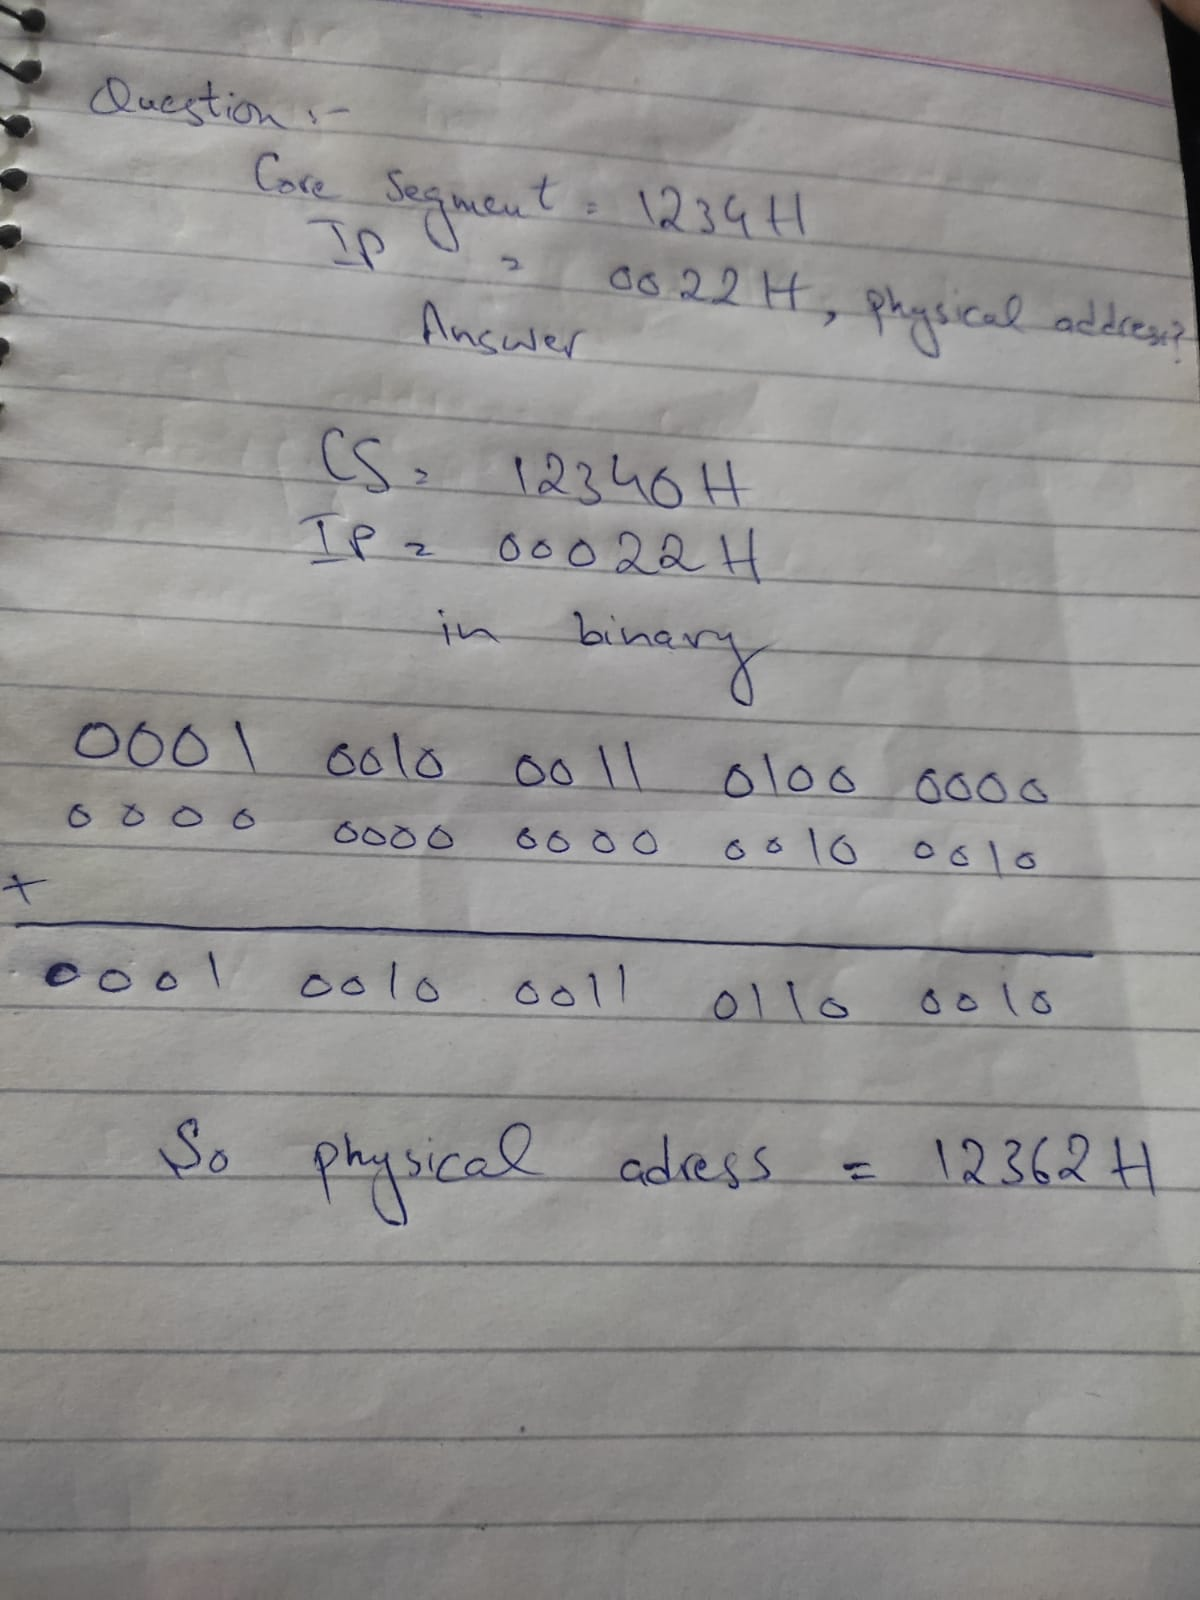 Question :-
Core Segment = 1234H
IP = 0022H, physical address?
Answer
CS = 12340H
IP = 00022H
in binary
0001 0010 0011 0100 0000
0000 0000 0000 0010 0010
+
0001 0010 0011 0110 0010
So physical adress = 12362H